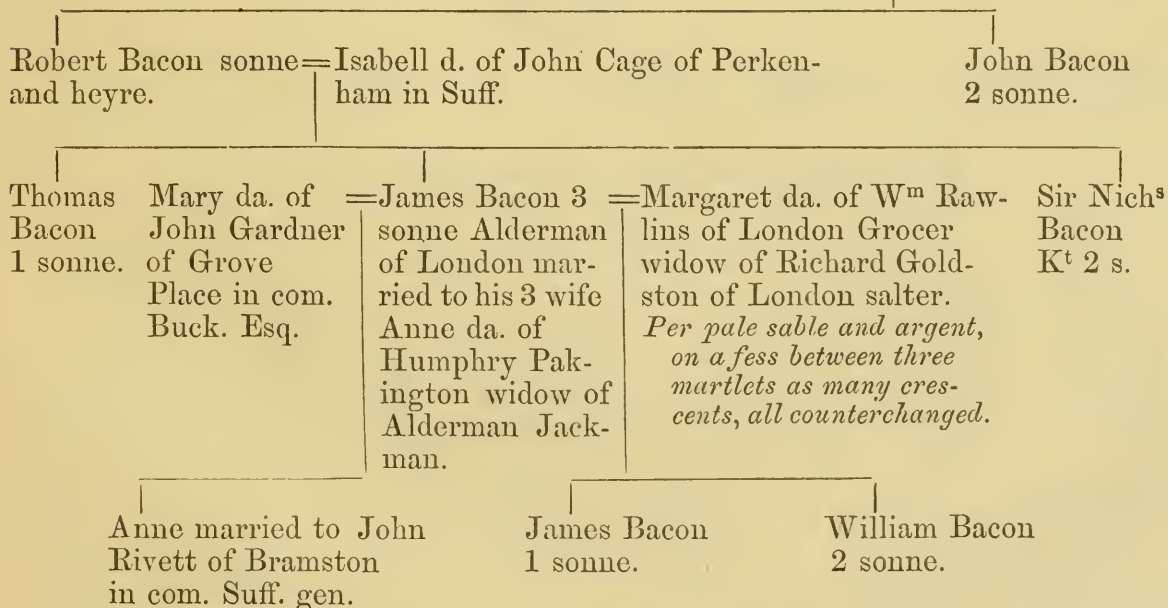 Robert Bacon sonne=Isabell d. of John Cage of Perken-
and heyre.
ham in Suff.
John Bacon
2 sonne.
Thomas
Bacon
1 sonne.
Mary da. of
John Gardner
of Grove
Place in com.
Buck. Esq.
=James Bacon 3
sonne Alderman
of London mar-
ried to his 3 wife
Anne da. of
Humphry Pak-
ington widow of
Alderman Jack-
man.
=Margaret da. of Wᵐ Raw-
lins of London Grocer
widow of Richard Gold-
ston of London salter.
Per pale sable and argent,
on a fess between three
martlets as many cres-
cents, all counterchanged.
Sir Nichˢ
Bacon
Kᵗ 2 s.
Anne married to John
Rivett of Bramston
in com. Suff. gen.
James Bacon
1 sonne.
William Bacon
2 sonne.